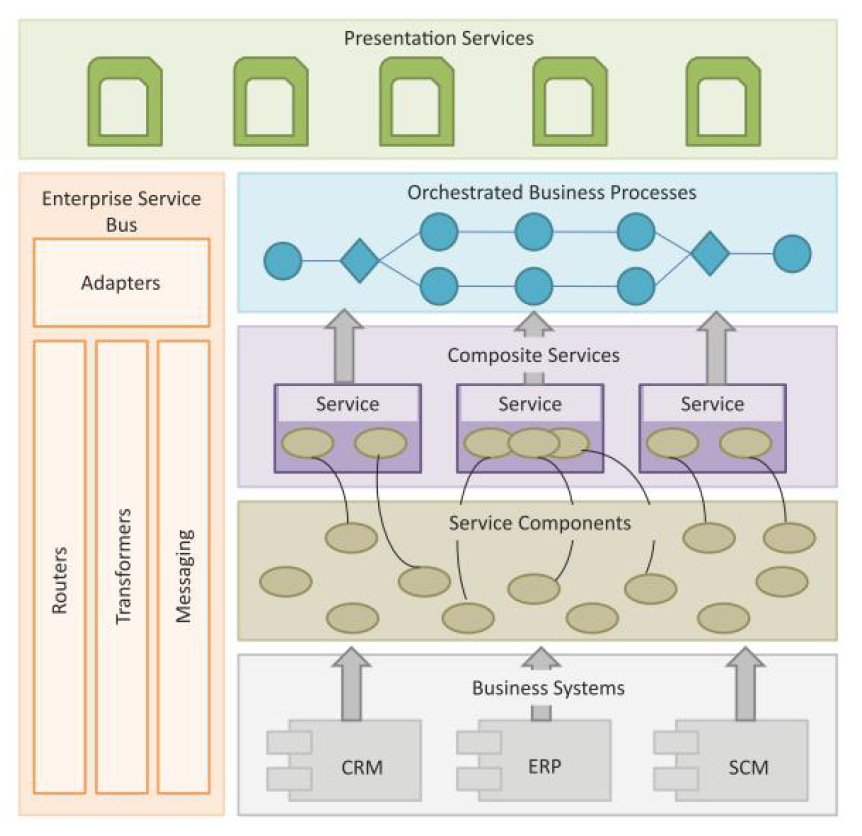 Presentation Services
Enterprise Service
Bus
Adapters
Routers
Transformers
Messaging
Orchestrated Business Processes
Composite Services
Service
Service
Service
Service Components
Business Systems
CRM
ERP
SCM